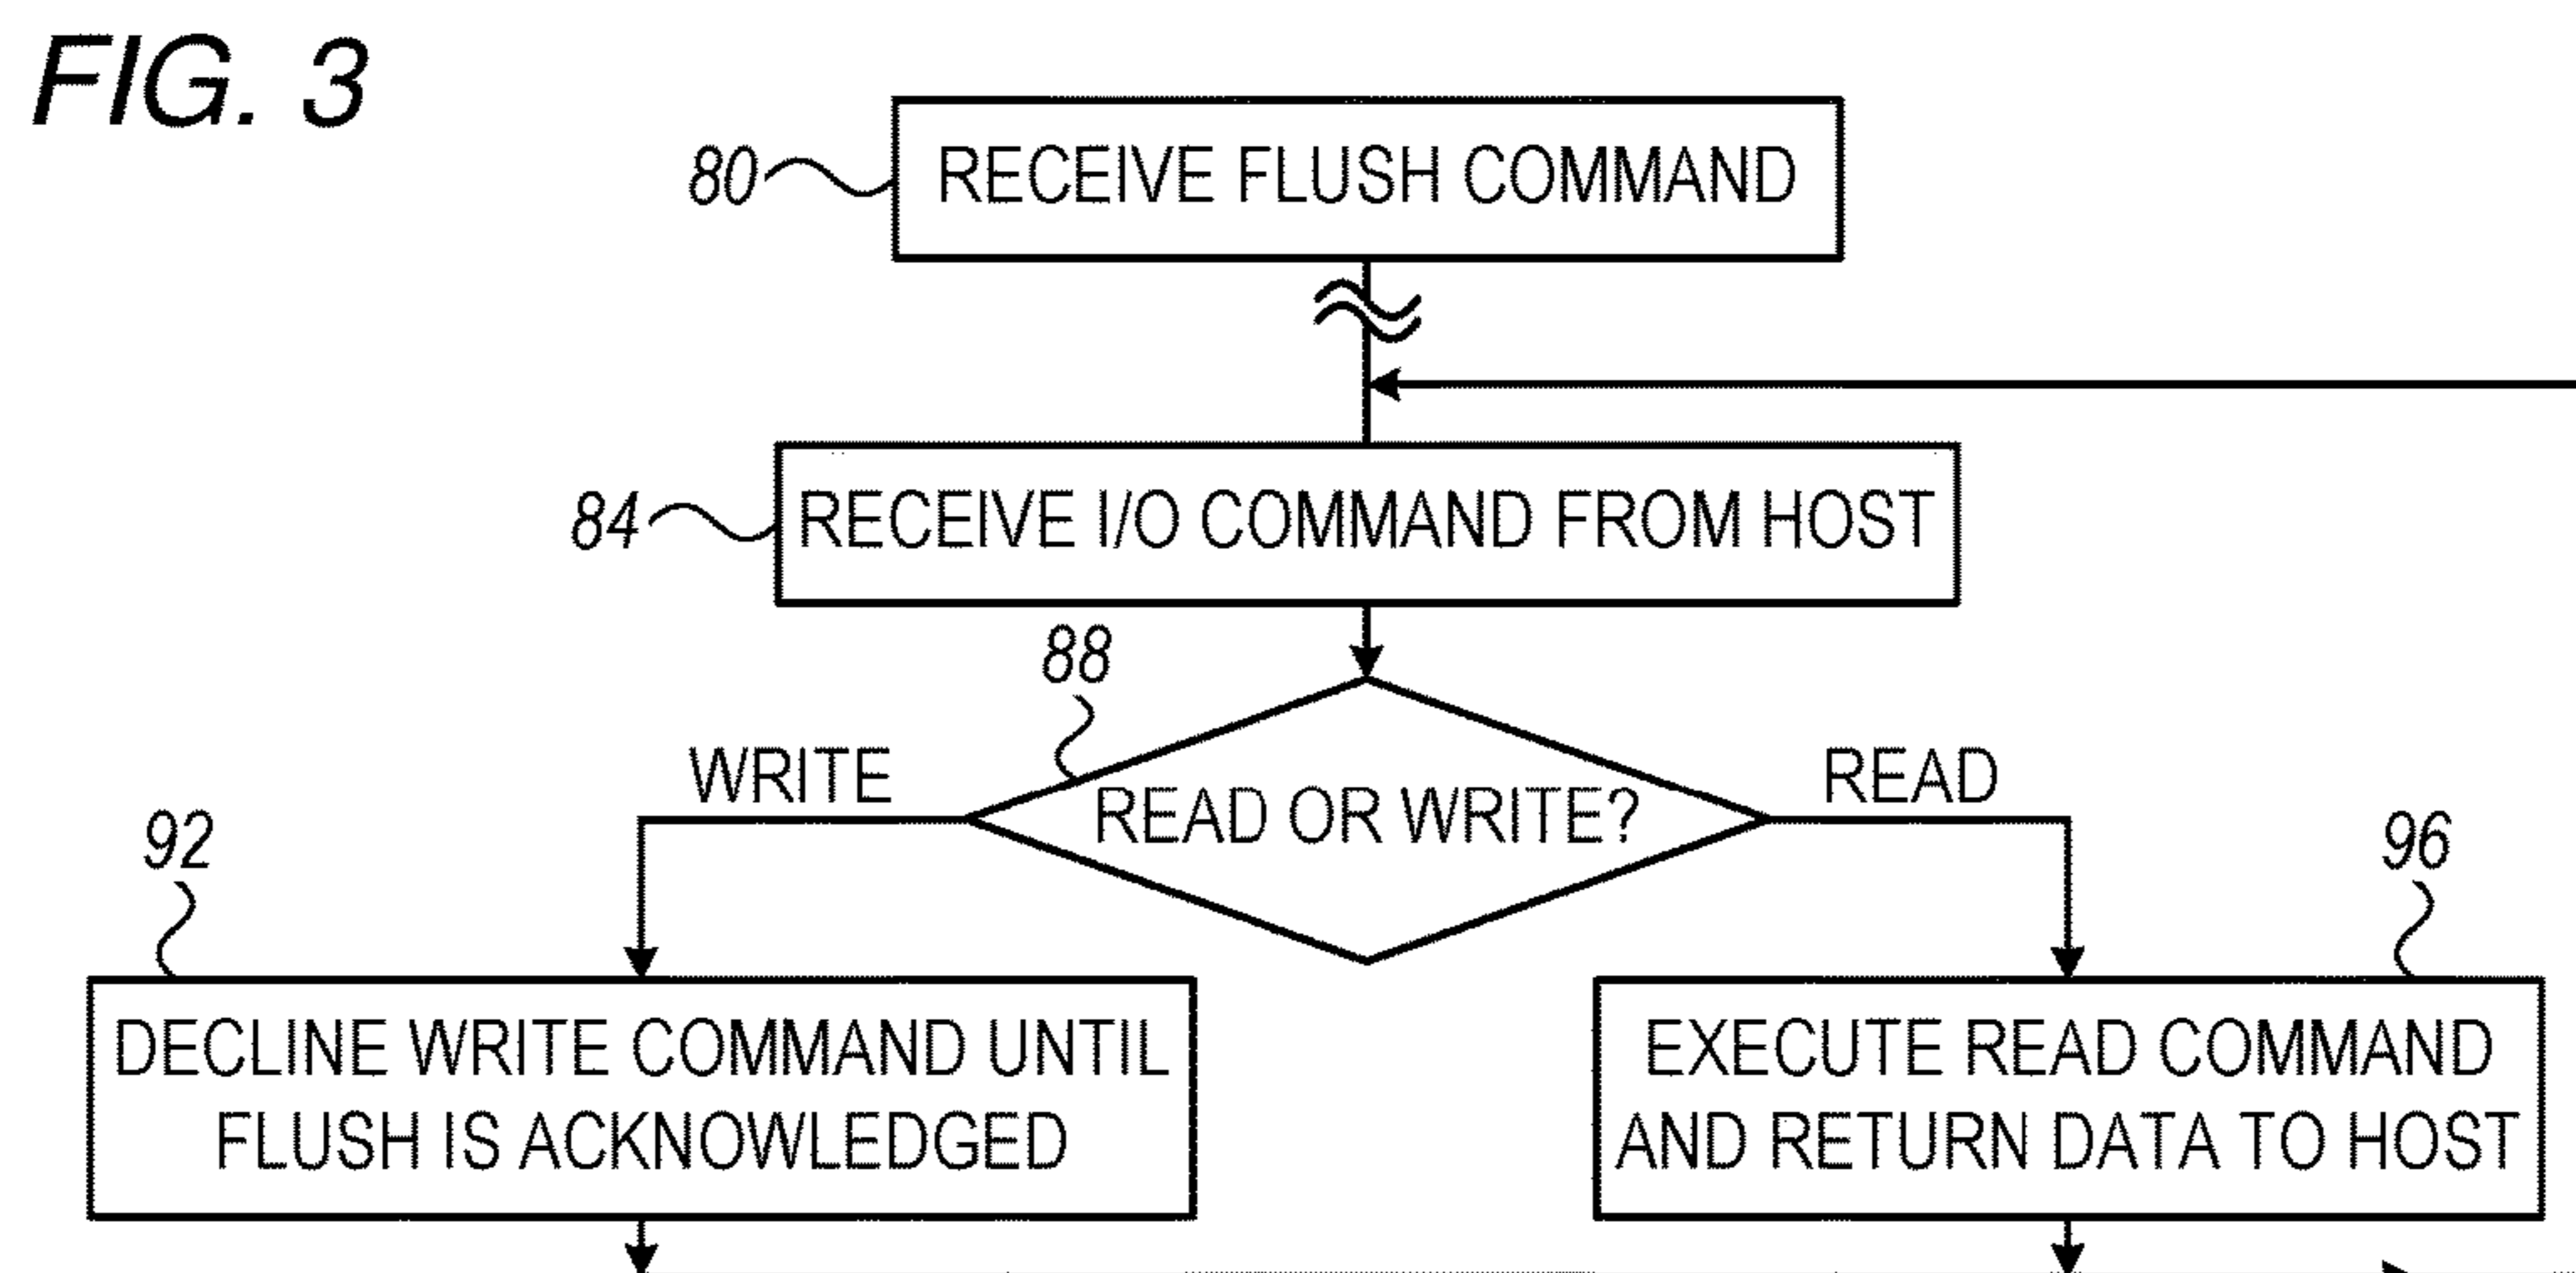 FIG. 3
80 RECEIVE FLUSH COMMAND
84 RECEIVE I/O COMMAND FROM HOST
88
READ OR WRITE?
WRITE
READ
92
DECLINE WRITE COMMAND UNTIL
FLUSH IS ACKNOWLEDGED
96
EXECUTE READ COMMAND
AND RETURN DATA TO HOST